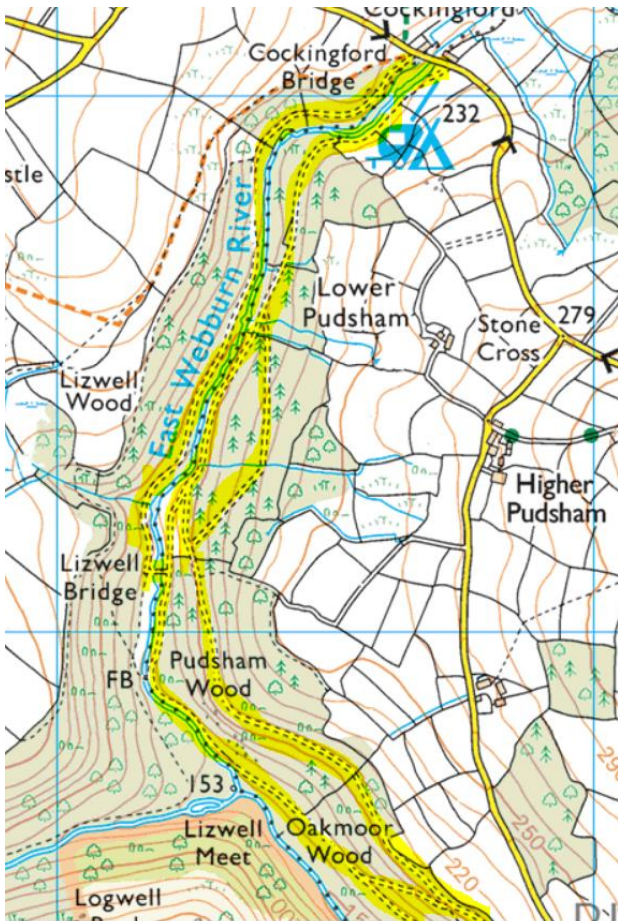 Cockingford
Cockingford
Bridge
232
stle
East Webburn River
Lower
Pudsham
Stone
Cross
279
Lizwell
Wood
Higher
Pudsham
Lizwell
Bridge
FB
Pudsham
Wood
153
Lizwell
Meet
Oakmoor
Wood
250
220
Logwell